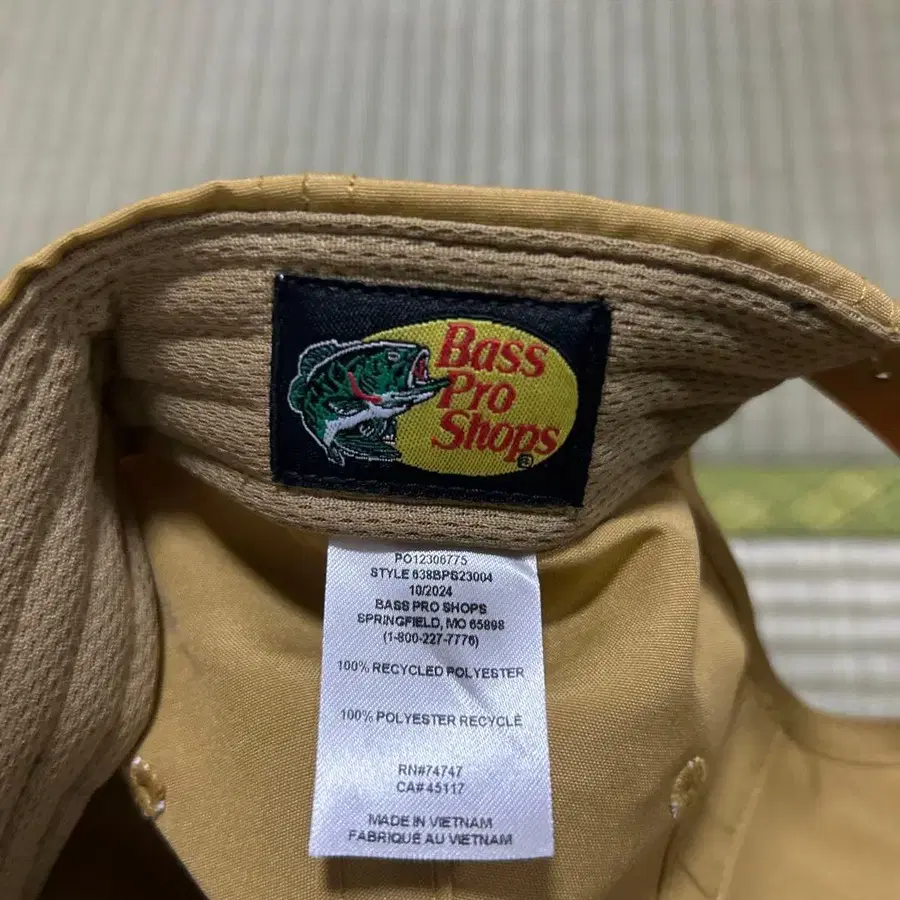 Bass
Pro
Shops®
PO12306775
STYLE 638BPS23004
10/2024
BASS PRO SHOPS
SPRINGFIELD, MO 65898
(1-800-227-7776)
100% RECYCLED POLYESTER
100% POLYESTER RECYCLÉ
RN#74747
CA#45117
MADE IN VIETNAM
FABRIQUÉ AU VIETNAM